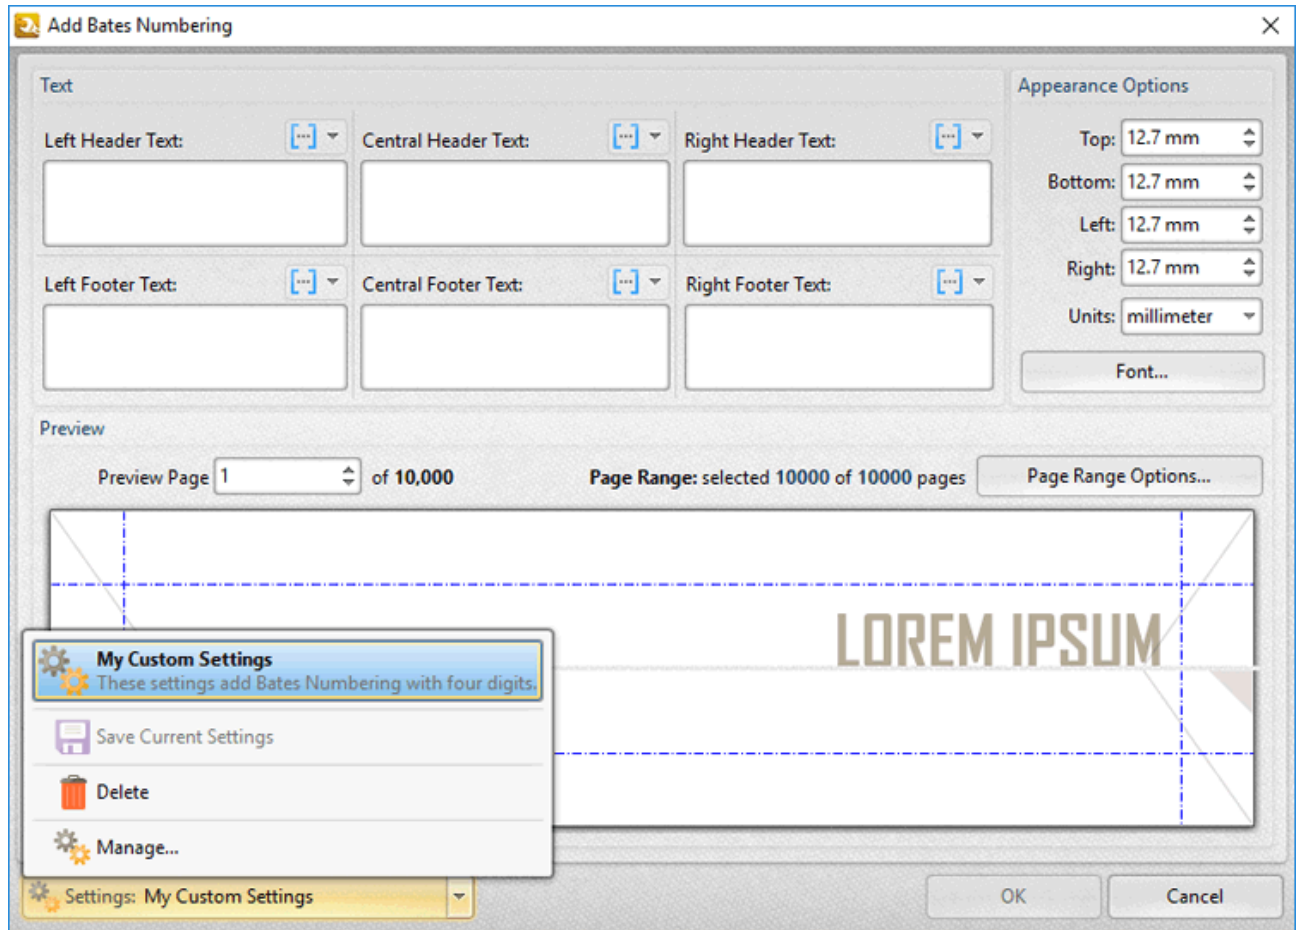 Add Bates Numbering
Text
Appearance Options
Left Header Text:
Central Header Text:
Right Header Text:
Top: 12.7 mm
Bottom: 12.7 mm
Left: 12.7 mm
Right: 12.7 mm
Left Footer Text:
Central Footer Text:
Right Footer Text:
Units: millimeter
Font...
Preview
Preview Page 1 of 10,000
Page Range: selected 10000 of 10000 pages
Page Range Options...
LOREM IPSUM
My Custom Settings
These settings add Bates Numbering with four digits.
Save Current Settings
Delete
Manage...
Settings: My Custom Settings
OK
Cancel